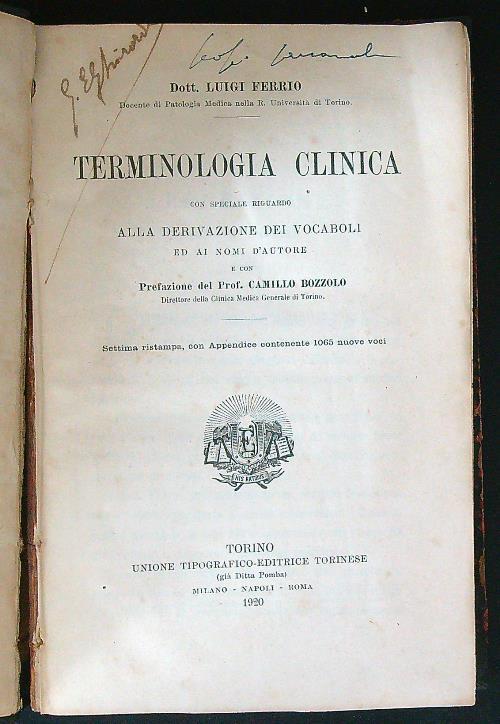 Dott. LUIGI FERRIO
Docente di Patologia Medica nella R. Università di Torino.
TERMINOLOGIA CLINICA
CON SPECIALE RIGUARDO
ALLA DERIVAZIONE DEI VOCABOLI
ED AI NOMI D'AUTORE
E CON
Prefazione del Prof. CAMILLO BOZZOLO
Direttore della Clinica Medica Generale di Torino.
Settima ristampa, con Appendice contenente 1065 nuove voci
HIS ARTIBUS
TORINO
UNIONE TIPOGRAFICO-EDITRICE TORINESE
(già Ditta Pomba)
MILANO - NAPOLI - ROMA
1920